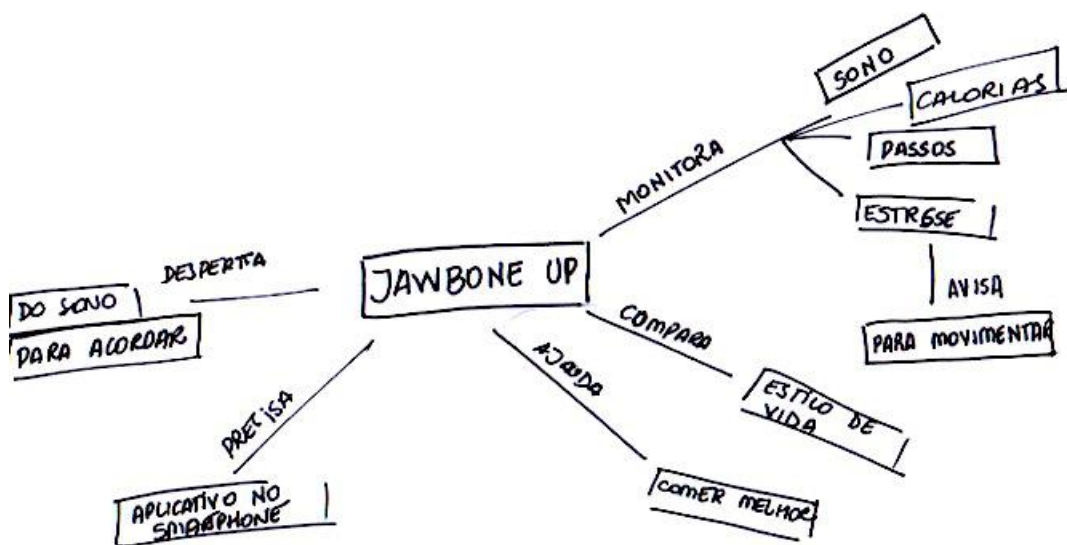 SONO
CALORIAS
PASSOS
MONITORA
ESTRESE
JAWBONE UP
DESPERTA
DO SONO
PARA ACORDAR
AVISA
PARA MOVIMENTAR
COMPARA
AJUDA
ESTILO DE
VIDA
PRECISA
APLICATIVO NO
SMARTPHONE
COMER MELHOR